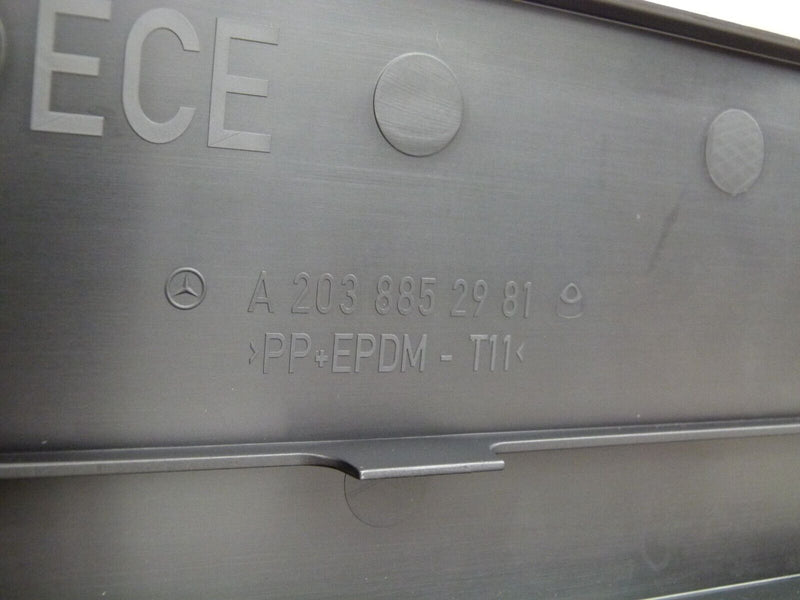 ECE
A 203 885 29 81
>PP+EPDM - T11<